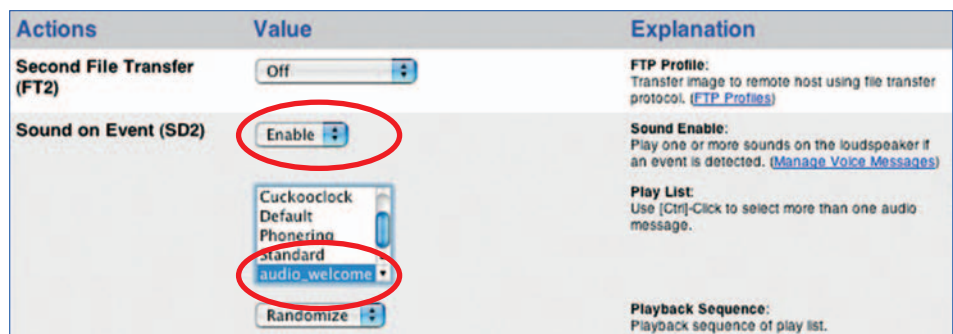 Actions Value Explanation
Second File Transfer
(FT2)
Off
FTP Profile:
Transfer image to remote host using file transfer
protocol. (FTP Profiles)
Sound on Event (SD2)
Enable
Sound Enable:
Play one or more sounds on the loudspeaker if
an event is detected. (Manage Voice Messages)
Cuckooclock
Default
Phonering
Standard
audio_welcome
Play List:
Use [Ctrl]-Click to select more than one audio
message.
Randomize
Playback Sequence:
Playback sequence of play list.